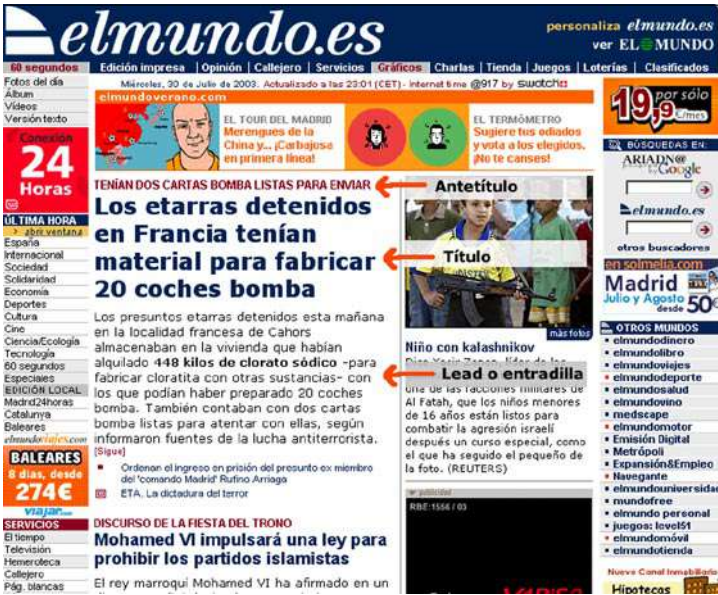 elmundo.es
personaliza elmundo.es
ver EL MUNDO
60 segundos Edición impresa | Opinión | Callejero | Servicios | Gráficos | Charlas | Tienda | Juegos | Loterías | Clasificados
Fotos del día
Álbum
Vídeos
Versión texto
Conexión
24
Horas
ÚLTIMA HORA
abrir ventana
España
Internacional
Sociedad
Solidaridad
Economía
Deportes
Cultura
Cine
Ciencia/Ecología
Tecnología
60 segundos
Especiales
EDICIÓN LOCAL
Madrid24horas
Catalunya
Baleares
elmundoviajes.com
BALEARES
8 días, desde
274€
viajar.com
SERVICIOS
El tiempo
Televisión
Hemeroteca
Callejero
Pág. blancas
Miércoles, 30 de Julio de 2003. Actualizado a las 23:01 (CET) - Internet time @917 by swatch
elmundoverano.com
EL TOUR DEL MADRID
Merengues de la
China y... ¡Carbajosa
en primera línea!
EL TERMÓMETRO
Sugiere tus odiados
y vota a los elegidos.
¡No te canses!
TENÍAN DOS CARTAS BOMBA LISTAS PARA ENVIAR
Antetítulo
Los etarras detenidos
en Francia tenían
material para fabricar
20 coches bomba
Título
Los presuntos etarras detenidos esta mañana
en la localidad francesa de Cahors
almacenaban en la vivienda que habían
alquilado 448 kilos de clorato sódico -para
fabricar cloratita con otras sustancias- con
los que podían haber preparado 20 coches
bomba. También contaban con dos cartas
bomba listas para atentar con ellas, según
informaron fuentes de la lucha antiterrorista.
[Sigue]
Lead o entradilla
Ordenan el ingreso en prisión del presunto ex miembro
del 'comando Madrid' Rufino Arriaga
ETA. La dictadura del terror
DISCURSO DE LA FIESTA DEL TRONO
Mohamed VI impulsará una ley para
prohibir los partidos islamistas
El rey marroquí Mohamed VI ha afirmado en un
más fotos
Niño con kalashnikov
una de las facciones militares de
Al Fatah, que los niños menores
de 16 años están listos para
combatir la agresión israelí
después un curso especial, como
el que ha seguido el pequeño de
la foto. (REUTERS)
publicidad
RBE:1556 / 03
19,9
por sólo
€/mes
BÚSQUEDAS EN:
ARIADN@
Google
elmundo.es
otros buscadores
en solmelia.com
Madrid
Julio y Agosto
desde 50€
OTROS MUNDOS
elmundodinero
elmundolibro
elmundoviajes
elmundodeporte
elmundosalud
elmundovino
medscape
elmundomotor
Emisión Digital
Metrópoli
Expansión&Empleo
Navegante
elmundouniversidad
mundofree
elmundo personal
juegos: level51
elmundomóvil
elmundotienda
Nuevo Canal Inmobiliario
Hipotecas